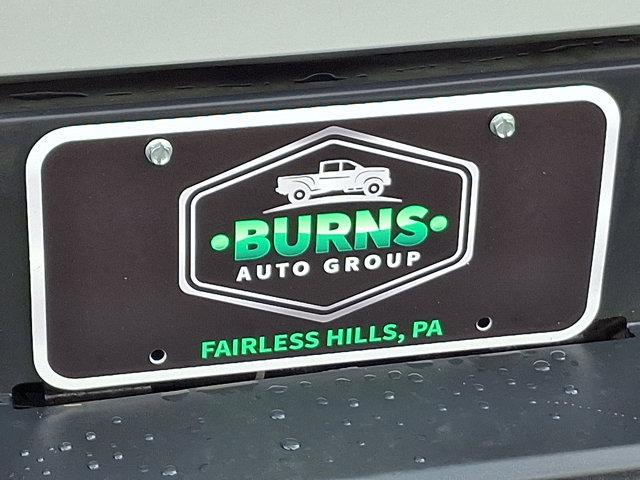 •BURNS•
AUTO GROUP
FAIRLESS HILLS, PA